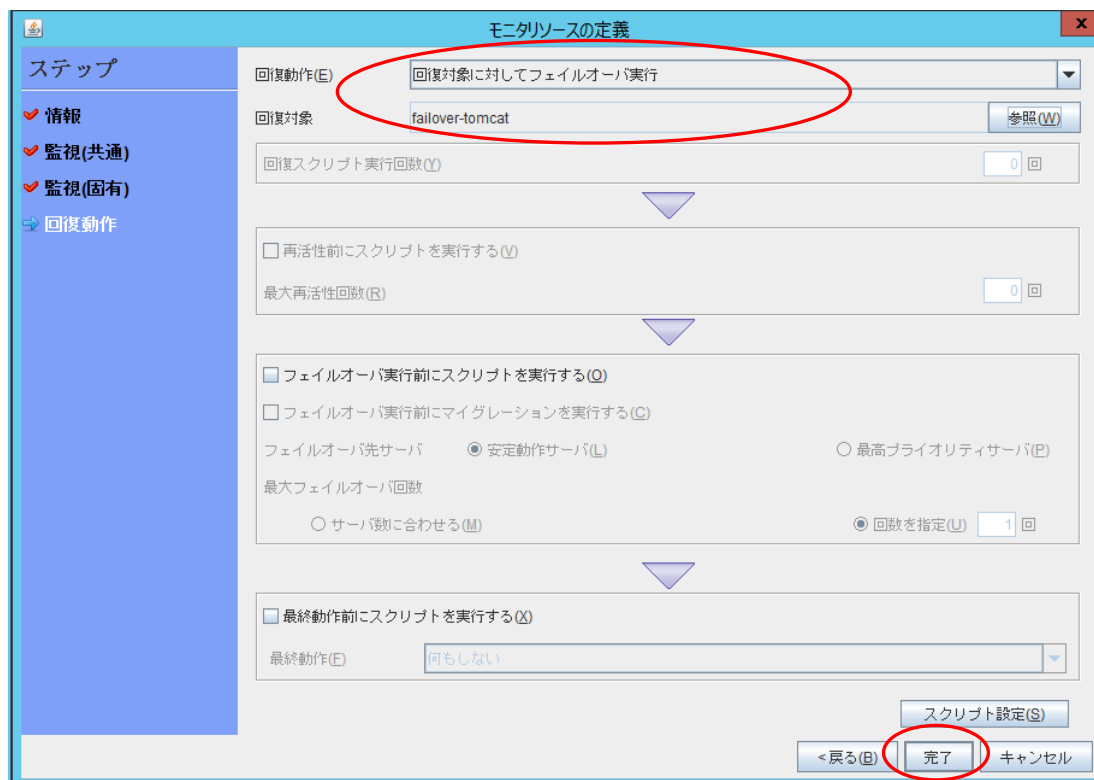 モニタリソースの定義
x
ステップ
情報
監視(共通)
監視(固有)
回復動作
回復動作(E) 回復対象に対してフェイルオーバ実行
回復対象 failover-tomcat 参照(W)
回復スクリプト実行回数(Y) 0 回
再活性前にスクリプトを実行する(V)
最大再活性回数(R) 0 回
フェイルオーバ実行前にスクリプトを実行する(O)
フェイルオーバ実行前にマイグレーションを実行する(C)
フェイルオーバ先サーバ 安定動作サーバ(L) 最高プライオリティサーバ(P)
最大フェイルオーバ回数
サーバ数に合わせる(M) 回数を指定(U) 1 回
最終動作前にスクリプトを実行する(X)
最終動作(F) 何もしない
スクリプト設定(S)
<戻る(B) 完了 キャンセル